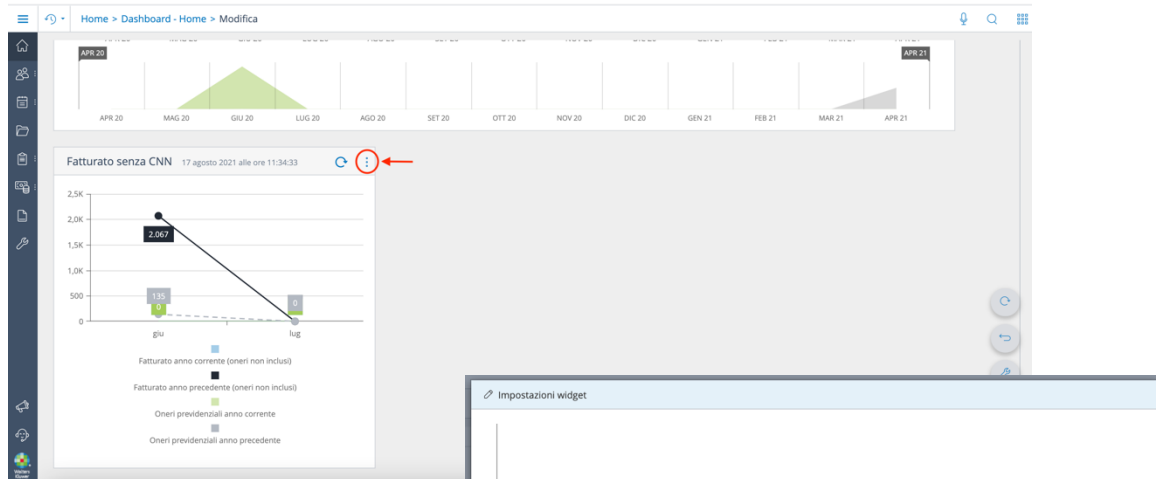 Home > Dashboard - Home > Modifica
APR 20
APR 21
APR 20 MAG 20 GIU 20 LUG 20 AGO 20 SET 20 OTT 20 NOV 20 DIC 20 GEN 21 FEB 21 MAR 21 APR 21
Fatturato senza CNN 17 agosto 2021 alle ore 11:34:33
2,5K
2,0K
2.067
1,5K
1,0K
500
135
0
0
0
giu lug
Fatturato anno corrente (oneri non inclusi)
Fatturato anno precedente (oneri non inclusi)
Oneri previdenziali anno corrente
Oneri previdenziali anno precedente
Wolters Kluwer
Impostazioni widget